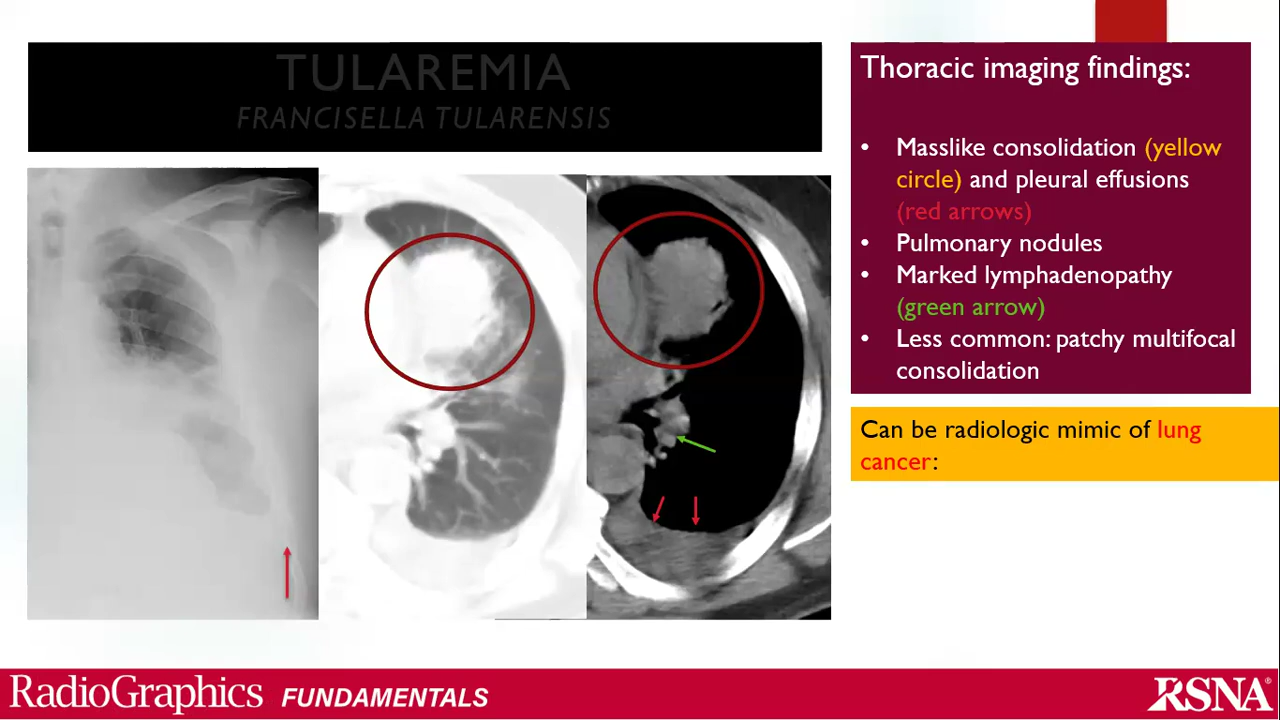 TULAREMIA
FRANCISELLA TULARENSIS
Thoracic imaging findings:
• Masslike consolidation (yellow
circle) and pleural effusions
(red arrows)
• Pulmonary nodules
• Marked lymphadenopathy
(green arrow)
• Less common: patchy multifocal
consolidation
Can be radiologic mimic of lung
cancer:
RadioGraphics FUNDAMENTALS
RSNA®